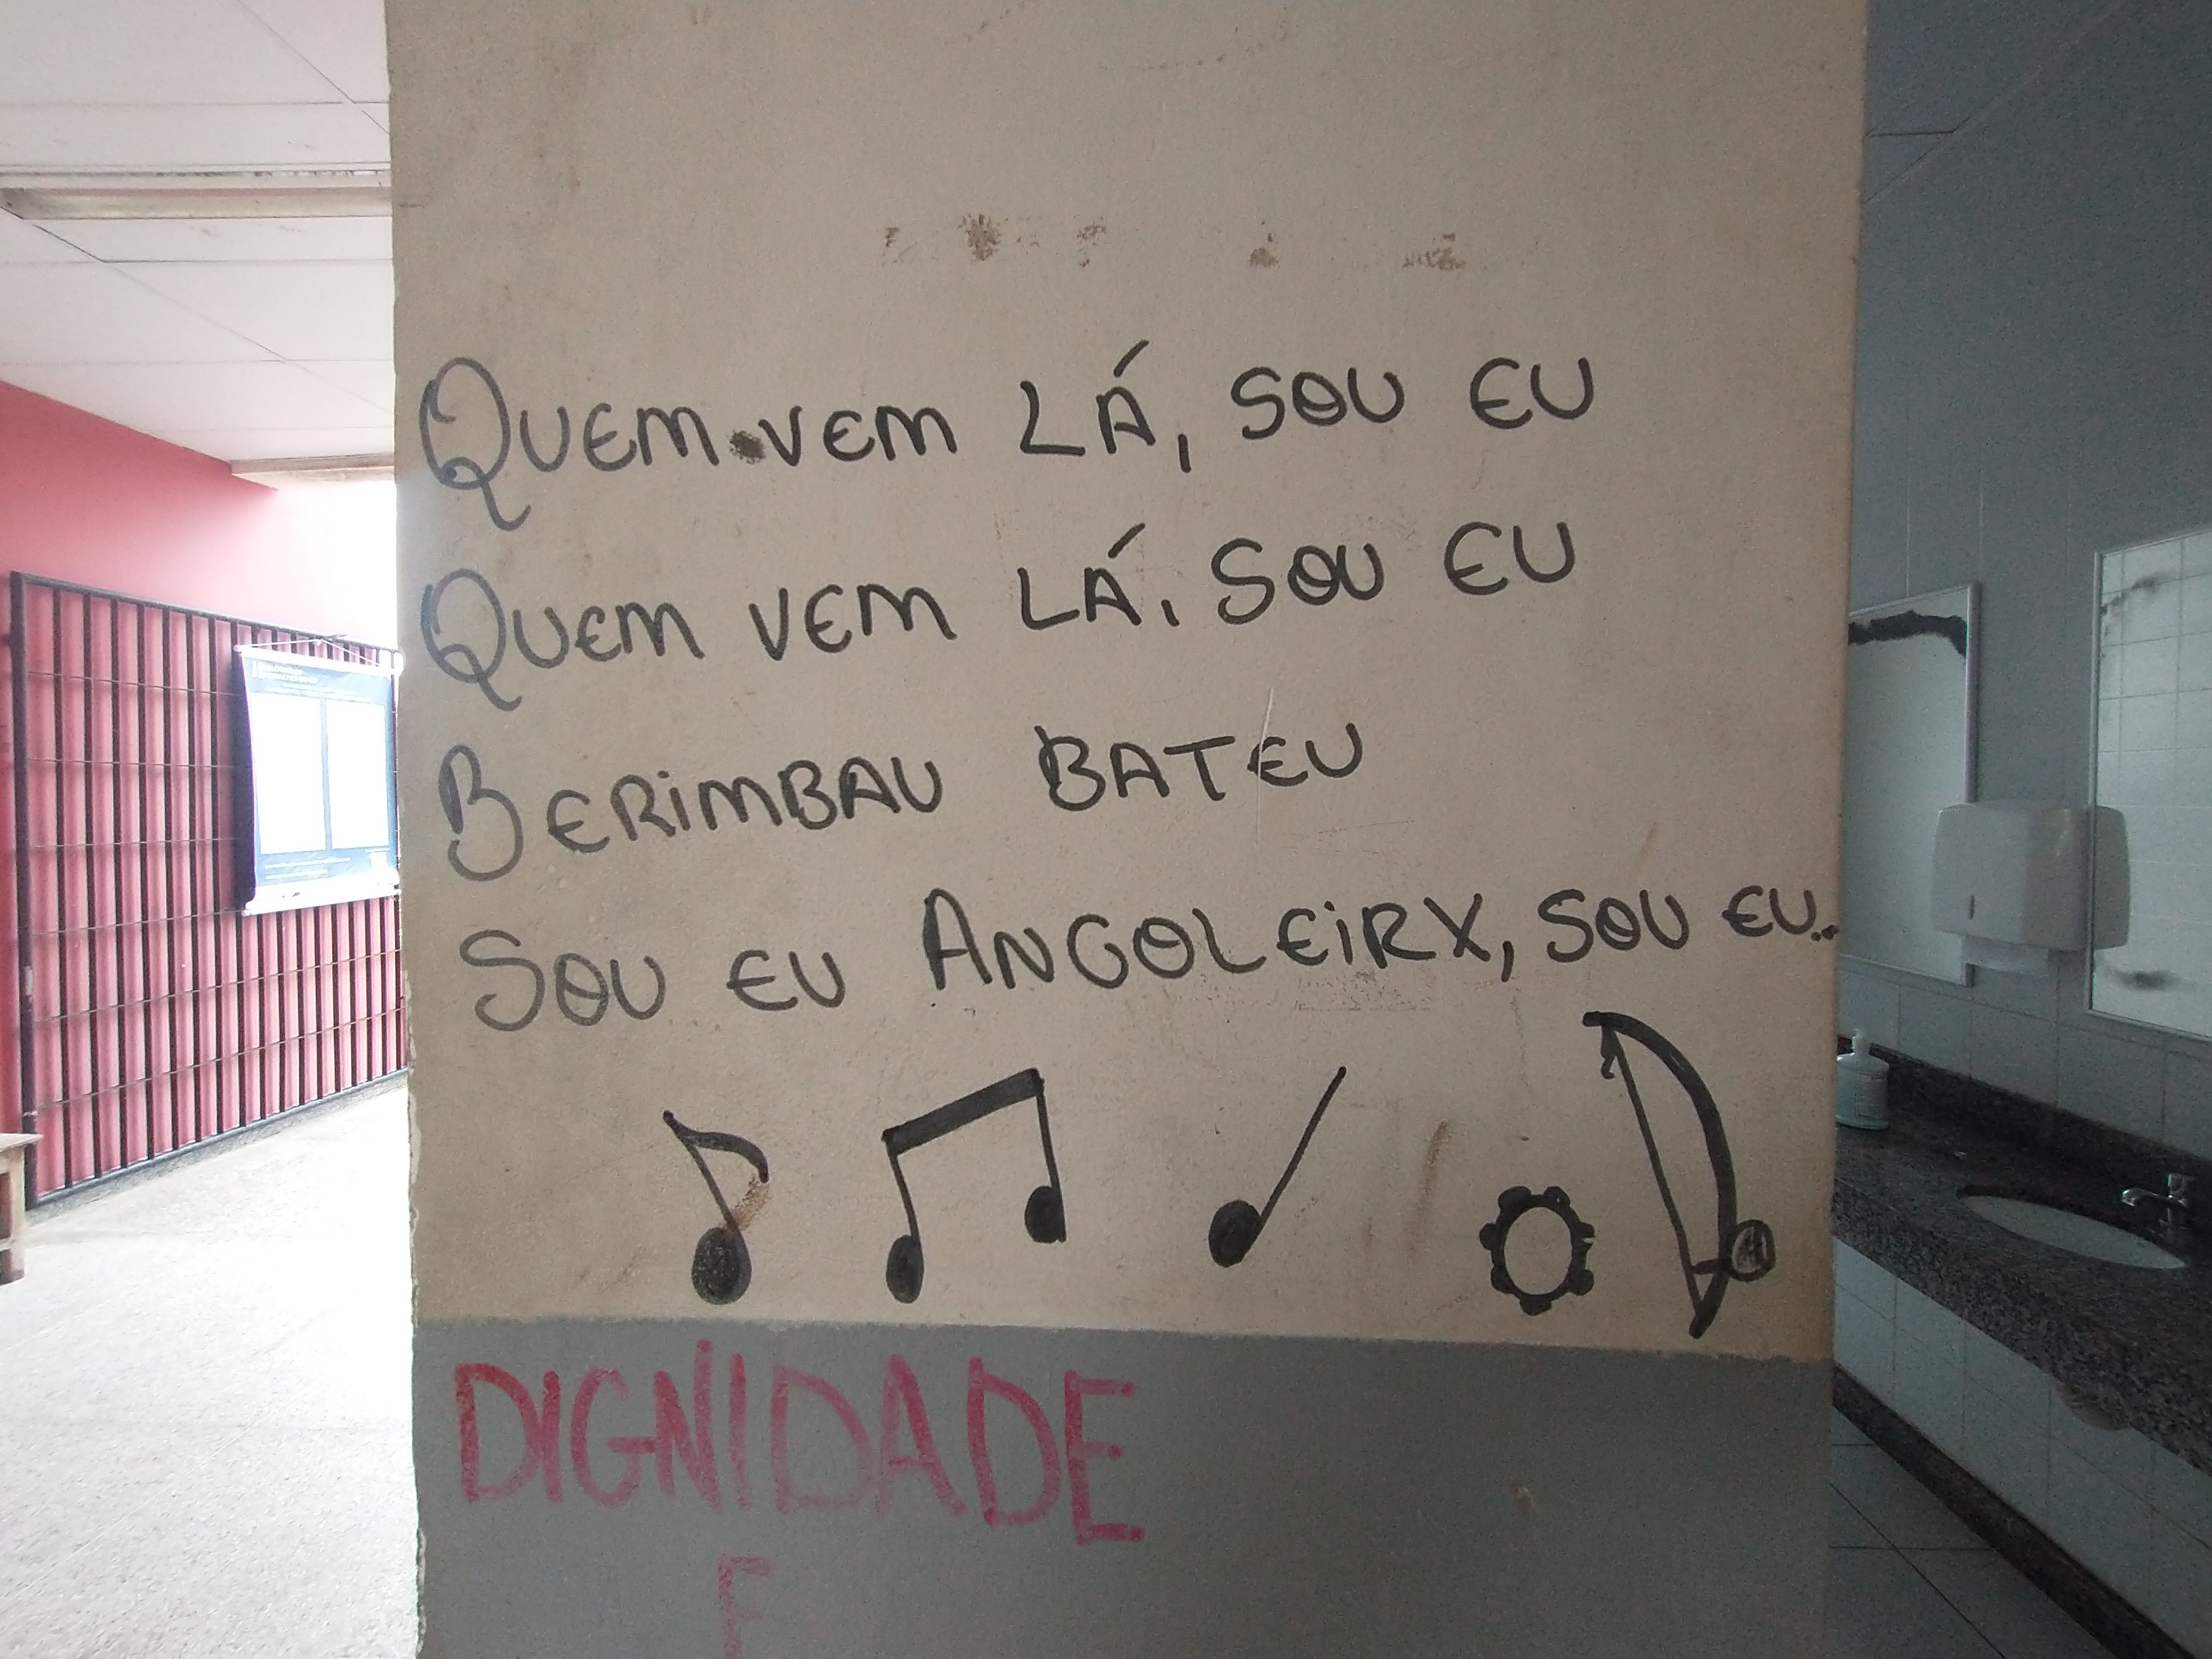 QUEM VEM LÁ, SOU EU
QUEM VEM LÁ, SOU EU
BERIMBAU BATEU
SOU EU ANGOLEIRX, SOU EU..
DIGNIDADE
E